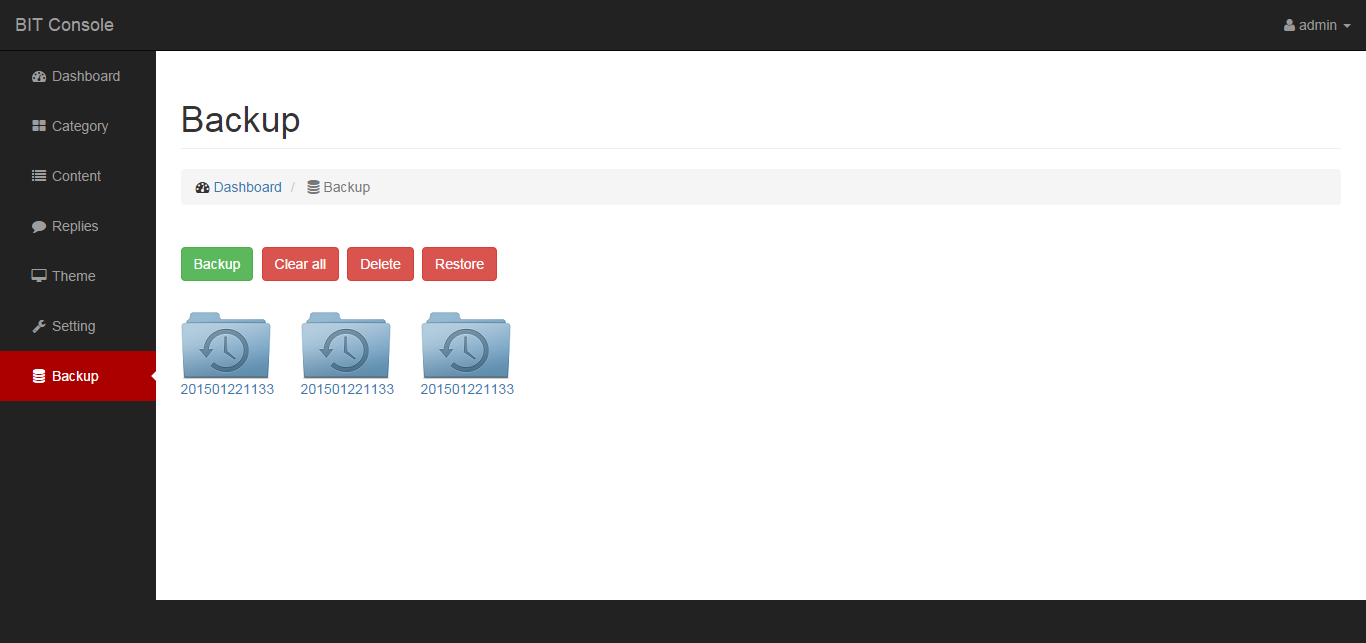 BIT Console
admin
Dashboard
Category
Content
Replies
Theme
Setting
Backup
Backup
Dashboard / Backup
Backup Clear all Delete Restore
201501221133 201501221133 201501221133